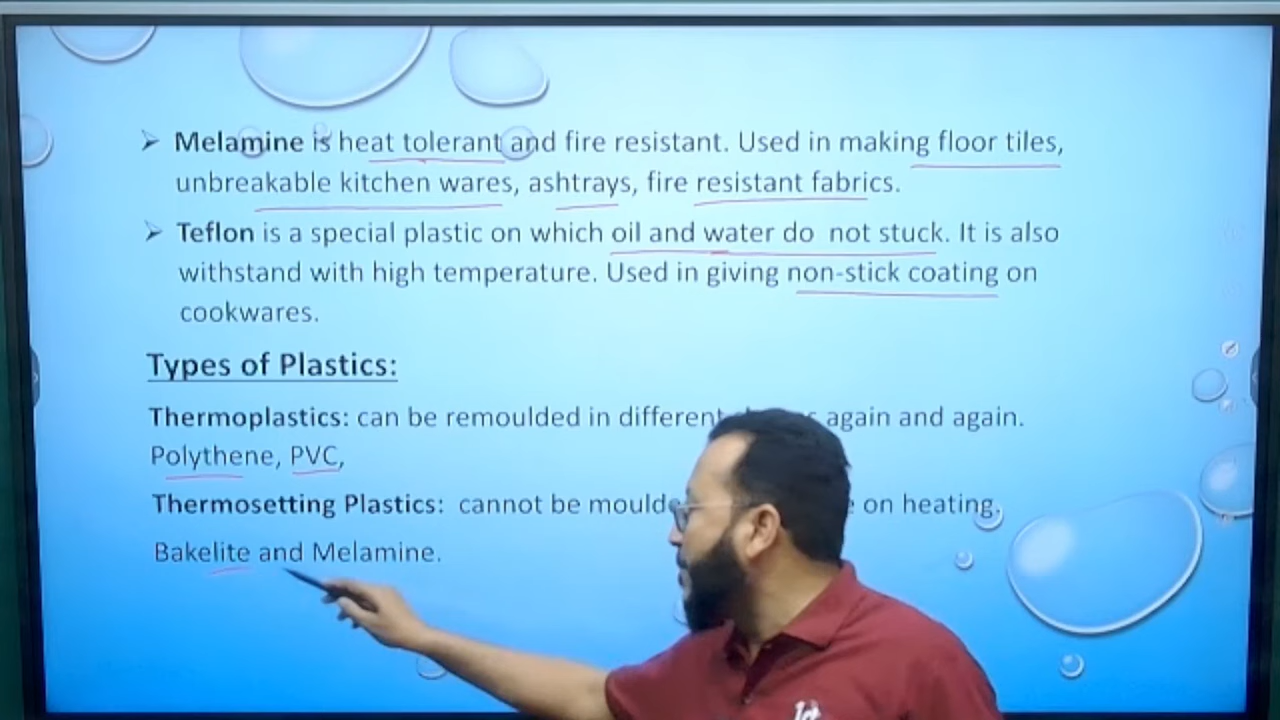 ➢ Melamine is heat tolerant and fire resistant. Used in making floor tiles,
unbreakable kitchen wares, ashtrays, fire resistant fabrics.
➢ Teflon is a special plastic on which oil and water do not stuck. It is also
withstand with high temperature. Used in giving non-stick coating on
cookwares.
Types of Plastics:
Thermoplastics: can be remoulded in different again and again.
Polythene, PVC,
Thermosetting Plastics: cannot be on heating.
Bakelite and Melamine.